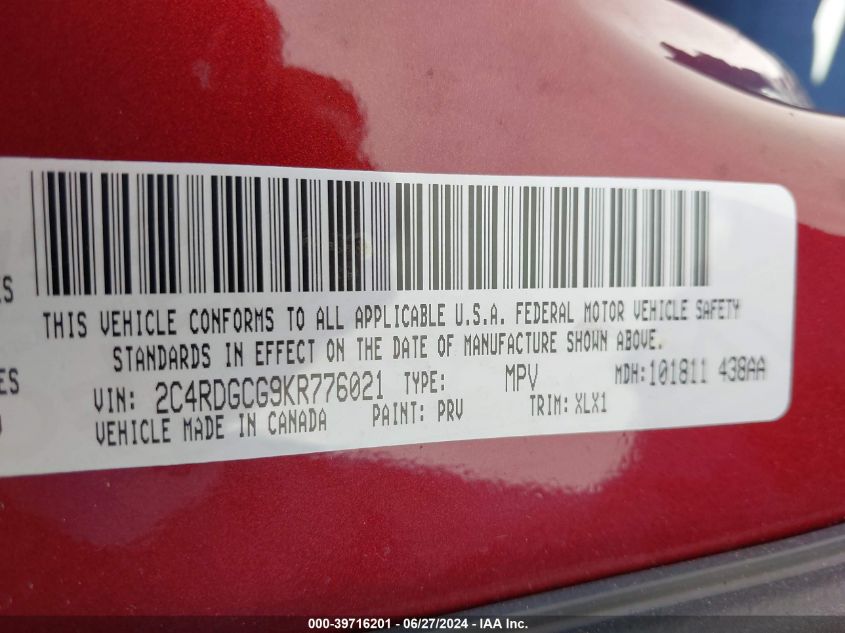 THIS VEHICLE CONFORMS TO ALL APPLICABLE U.S.A. FEDERAL MOTOR VEHICLE SAFETY
STANDARDS IN EFFECT ON THE DATE OF MANUFACTURE SHOWN ABOVE.
VIN: 2C4RDGCG9KR776021 TYPE: MPV MDH:101811 438AA
VEHICLE MADE IN CANADA PAINT: PRV TRIM: XLX1
000-39716201 - 06/27/2024 - IAA Inc.